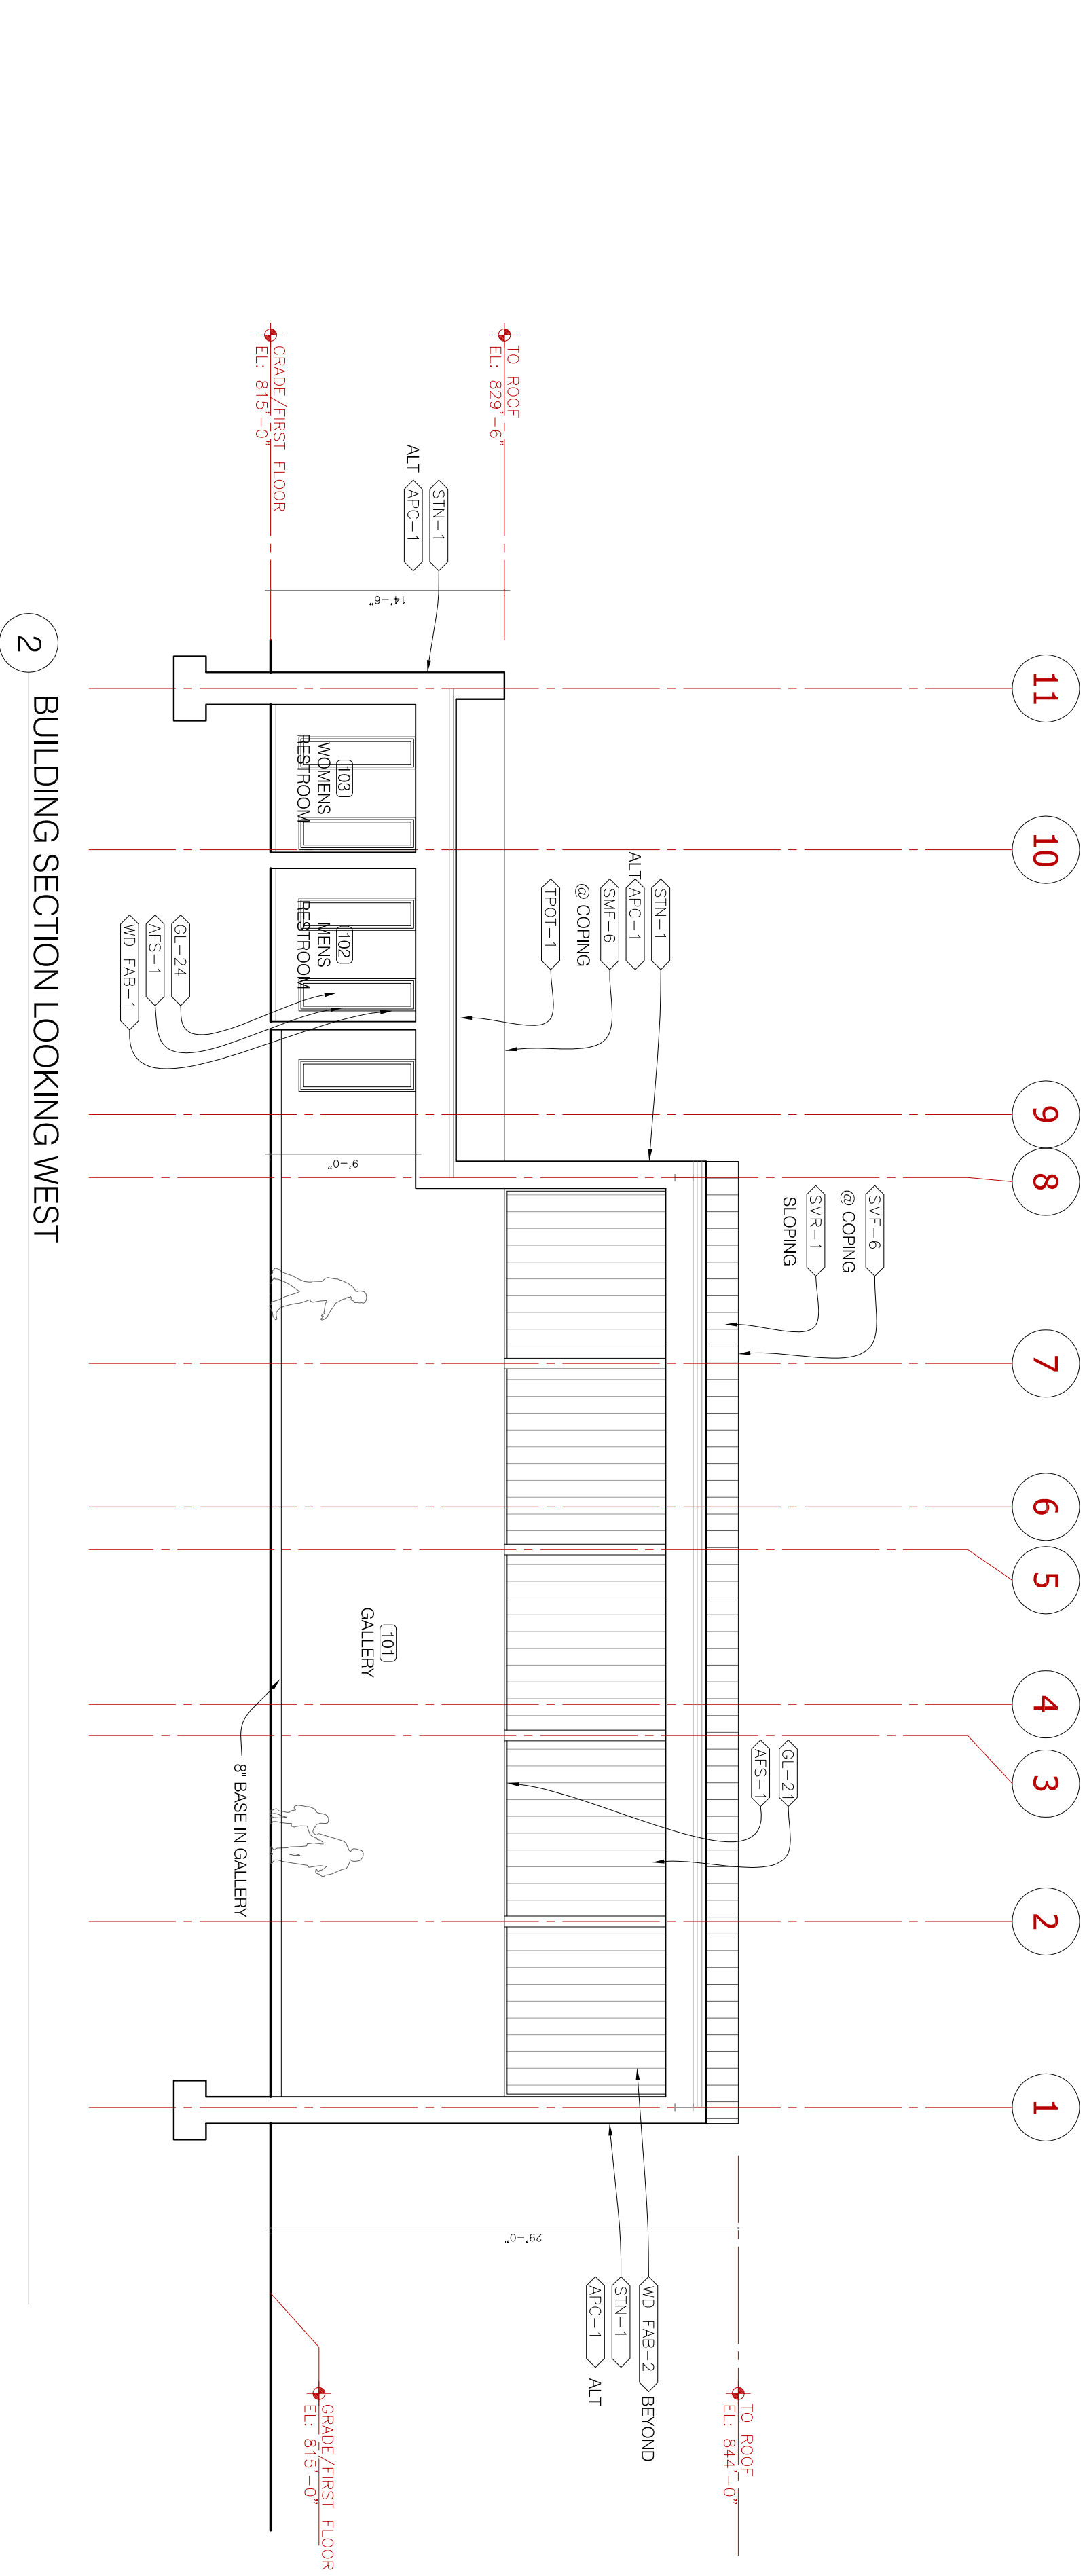 11
10
9
8
7
6
5
4
3
2
1
SMF-6
@ COPING
SMR-1
SLOPING
GL-21
AFS-1
TO ROOF
EL: 844'-0"
STN-1
ALT APC-1
SMF-6
@ COPING
TPOT-1
TO ROOF
EL: 829'-6"
STN-1
ALT APC-1
14'-6"
9'-0"
29'-0"
WD FAB-2 BEYOND
STN-1
APC-1 ALT
103
WOMENS
RESTROOM
102
MENS
RESTROOM
101
GALLERY
GRADE/FIRST FLOOR
EL: 815'-0"
GRADE/FIRST FLOOR
EL: 815'-0"
GL-24
AFS-1
WD FAB-1
8" BASE IN GALLERY
2
BUILDING SECTION LOOKING WEST